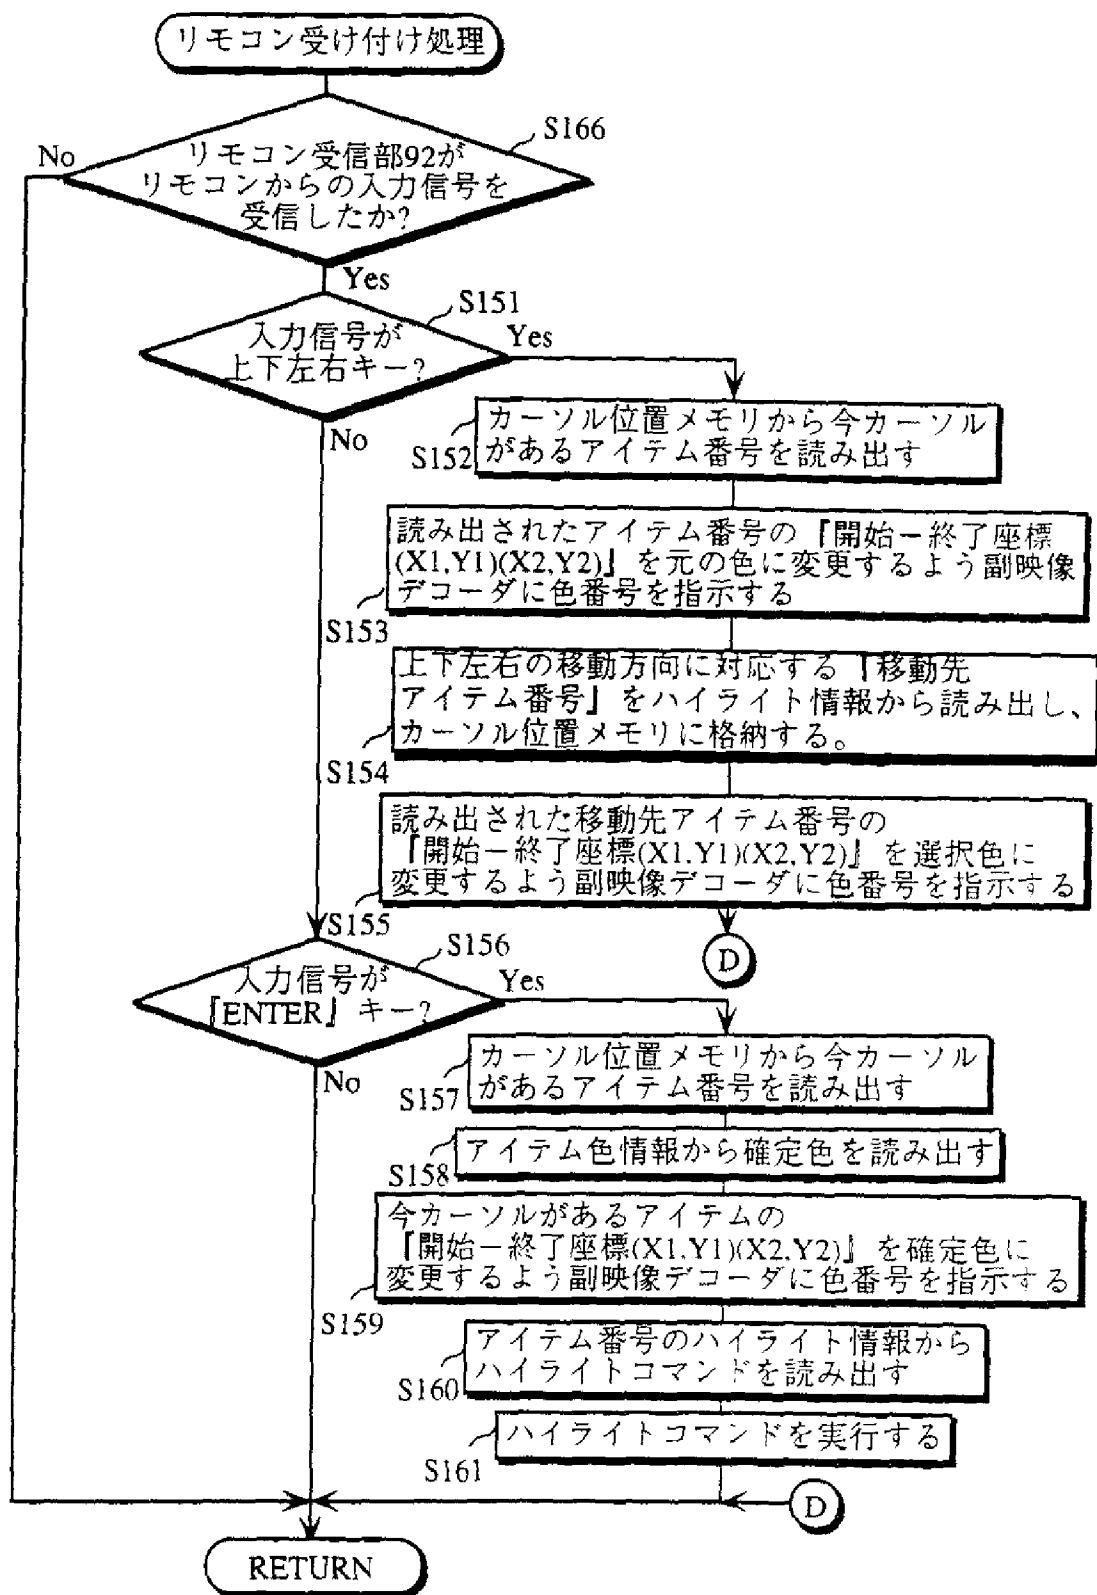 リモコン受け付け処理
S166
No
リモコン受信部92が
リモコンからの入力信号を
受信したか?
Yes
S151
入力信号が
上下左右キー?
Yes
No
カーソル位置メモリから今カーソル
があるアイテム番号を読み出す
S152
読み出されたアイテム番号の『開始－終了座標
(X1,Y1)(X2,Y2)』を元の色に変更するよう副映像
デコーダに色番号を指示する
S153
上下左右の移動方向に対応する『移動先
アイテム番号』をハイライト情報から読み出し、
カーソル位置メモリに格納する。
S154
読み出された移動先アイテム番号の
『開始－終了座標(X1,Y1)(X2,Y2)』を選択色に
変更するよう副映像デコーダに色番号を指示する
S155
D
S156
入力信号が
『ENTER』キー?
Yes
No
カーソル位置メモリから今カーソル
があるアイテム番号を読み出す
S157
アイテム色情報から確定色を読み出す
S158
今カーソルがあるアイテムの
『開始－終了座標(X1,Y1)(X2,Y2)』を確定色に
変更するよう副映像デコーダに色番号を指示する
S159
アイテム番号のハイライト情報から
ハイライトコマンドを読み出す
S160
ハイライトコマンドを実行する
S161
D
RETURN